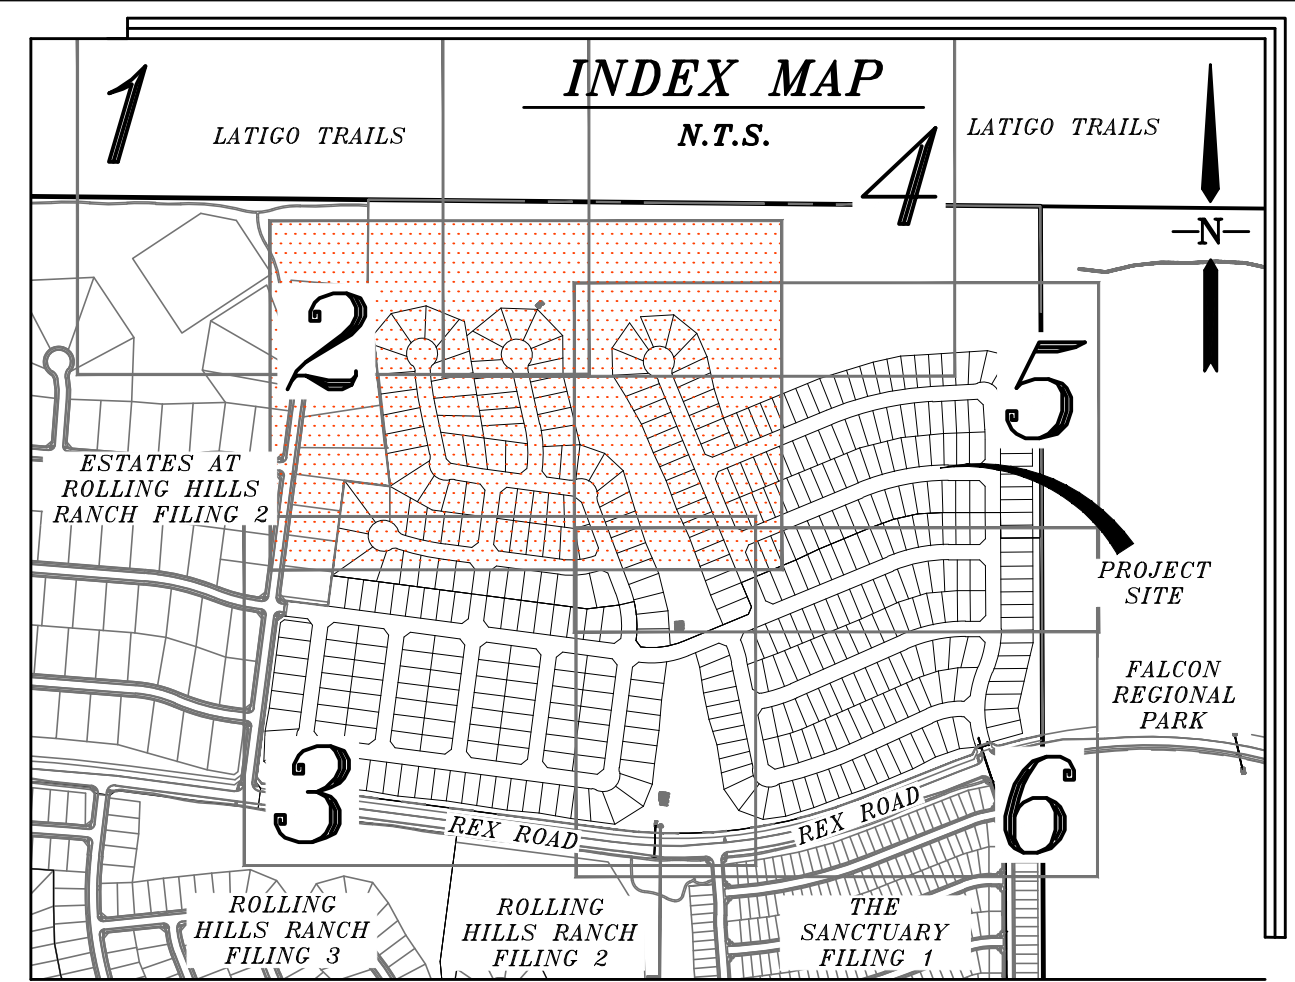 INDEX MAP
N.T.S.
1
LATIGO TRAILS
4
LATIGO TRAILS
N
2
5
ESTATES AT
ROLLING HILLS
RANCH FILING 2
PROJECT
SITE
FALCON
REGIONAL
PARK
3
6
REX ROAD
REX ROAD
ROLLING
HILLS RANCH
FILING 3
ROLLING
HILLS RANCH
FILING 2
THE
SANCTUARY
FILING 1